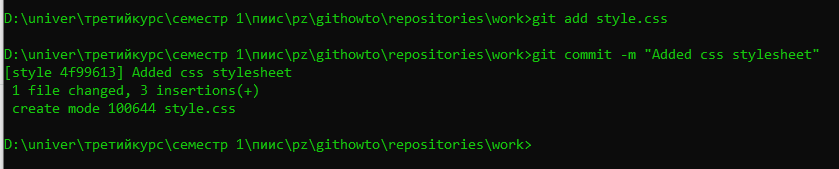 D:\univer\третийкурс\семестр 1\пиис\pz\githowto\repositories\work>git add style.css
D:\univer\третийкурс\семестр 1\пиис\pz\githowto\repositories\work>git commit -m "Added css stylesheet"
[style 4f99613] Added css stylesheet
 1 file changed, 3 insertions(+)
 create mode 100644 style.css
D:\univer\третийкурс\семестр 1\пиис\pz\githowto\repositories\work>